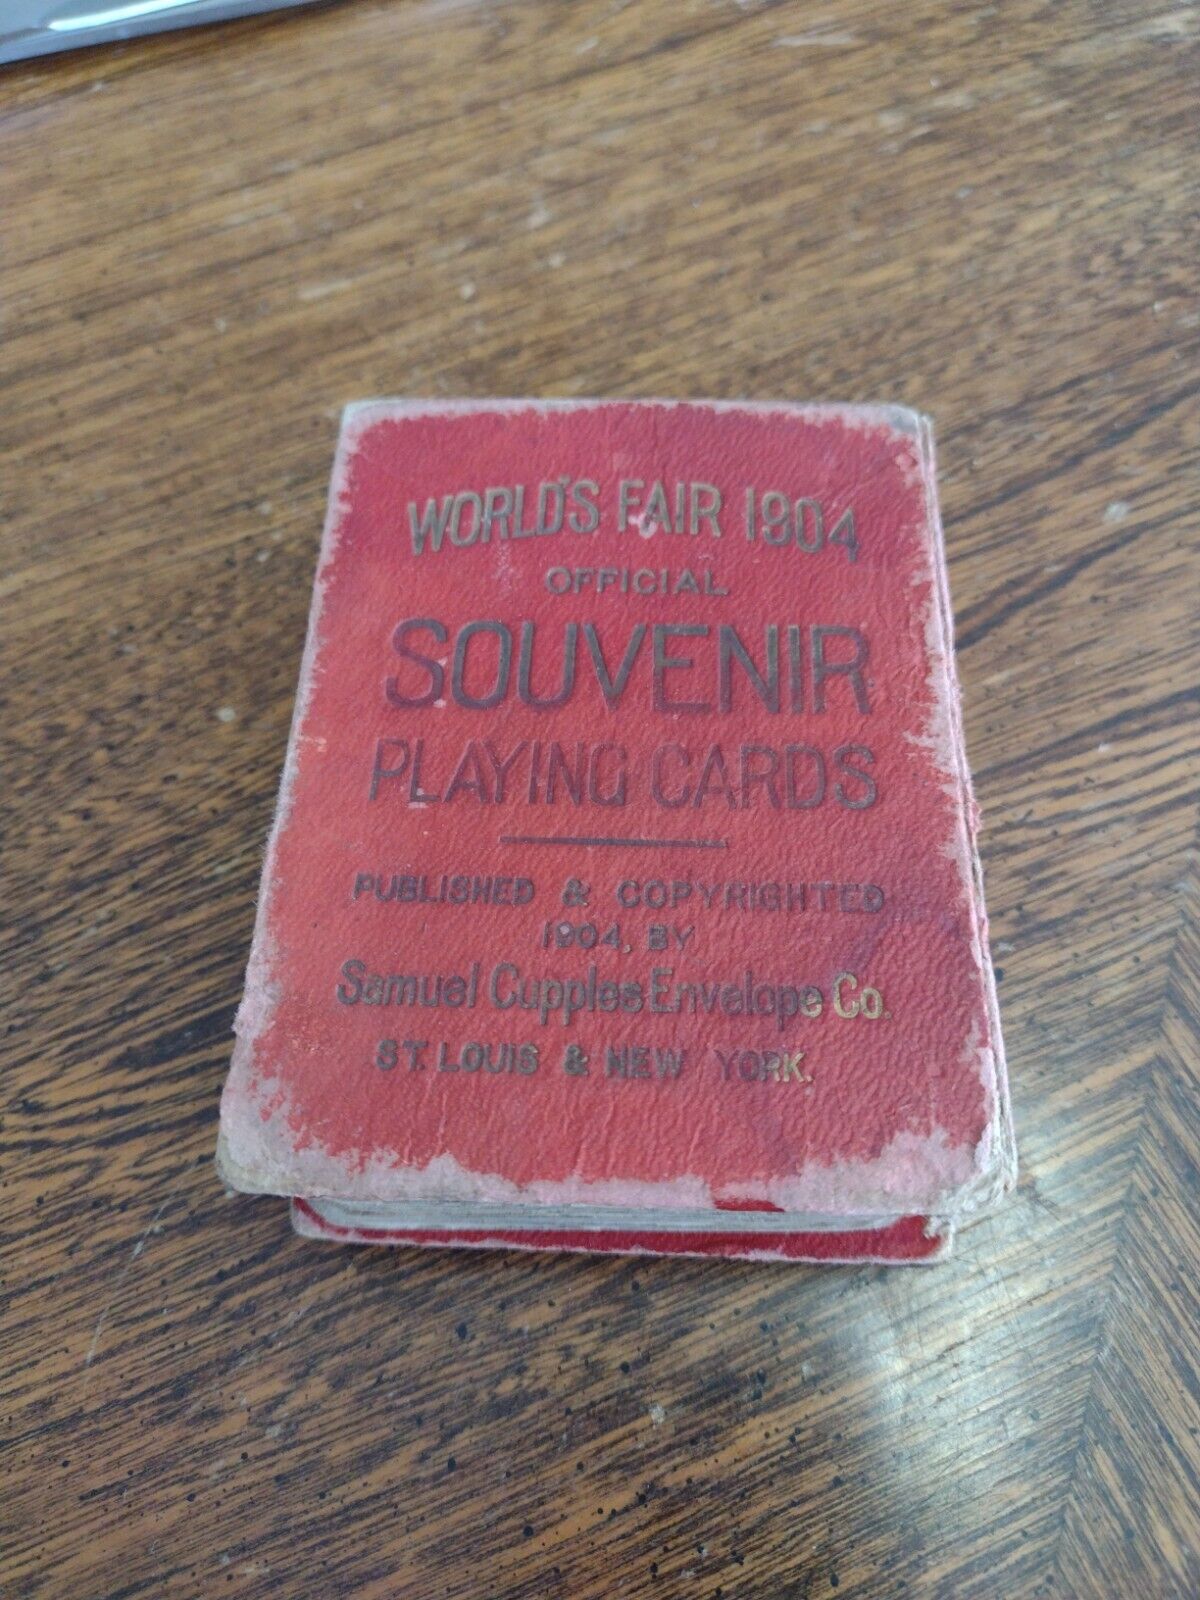 WORLD'S FAIR 1904
OFFICIAL
SOUVENIR
PLAYING CARDS
PUBLISHED & COPYRIGHTED
1904, BY
Samuel Cupples Envelope Co.
ST. LOUIS & NEW YORK.